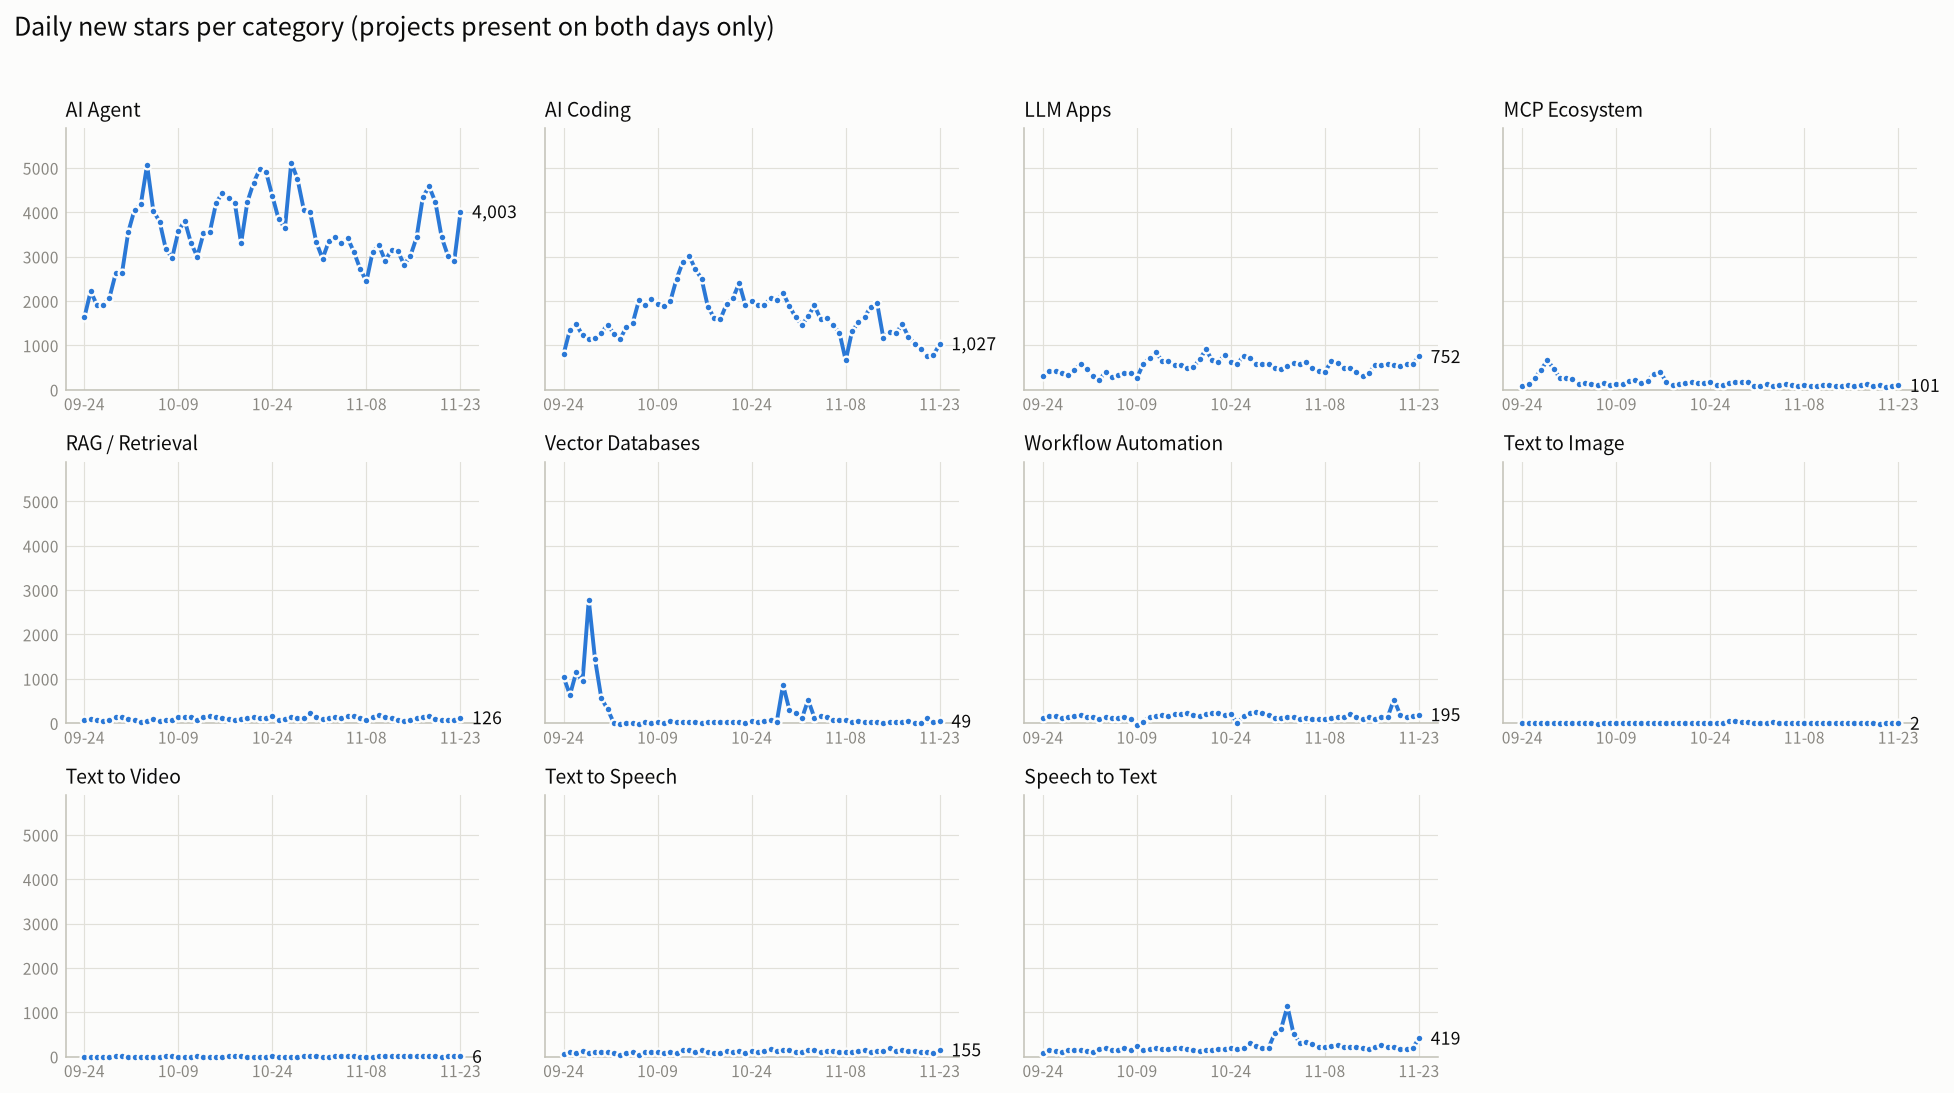 Daily new stars per category (projects present on both days only)
AI Agent
AI Coding
LLM Apps
MCP Ecosystem
5000
4000
3000
2000
1000
0
4,003
1,027
752
101
09-24 10-09 10-24 11-08 11-23
09-24 10-09 10-24 11-08 11-23
09-24 10-09 10-24 11-08 11-23
09-24 10-09 10-24 11-08 11-23
RAG / Retrieval
Vector Databases
Workflow Automation
Text to Image
5000
4000
3000
2000
1000
0
126
49
195
2
09-24 10-09 10-24 11-08 11-23
09-24 10-09 10-24 11-08 11-23
09-24 10-09 10-24 11-08 11-23
09-24 10-09 10-24 11-08 11-23
Text to Video
Text to Speech
Speech to Text
5000
4000
3000
2000
1000
0
6
155
419
09-24 10-09 10-24 11-08 11-23
09-24 10-09 10-24 11-08 11-23
09-24 10-09 10-24 11-08 11-23